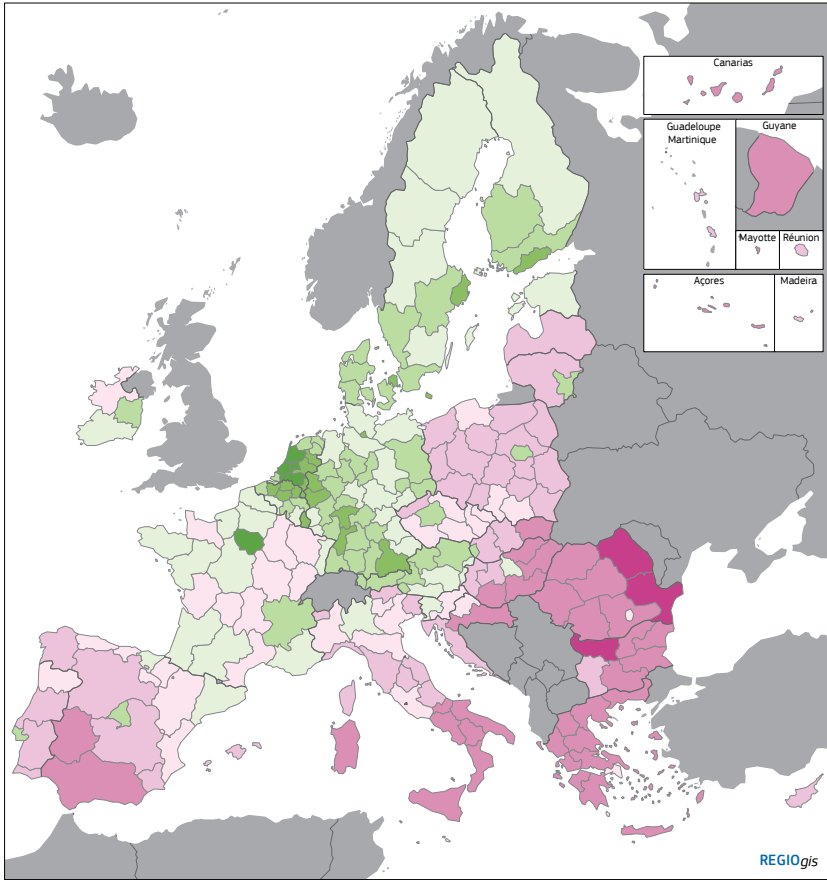 Canarias
Guadeloupe
Martinique
Guyane
Mayotte
Réunion
Açores
Madeira
REGIOgis